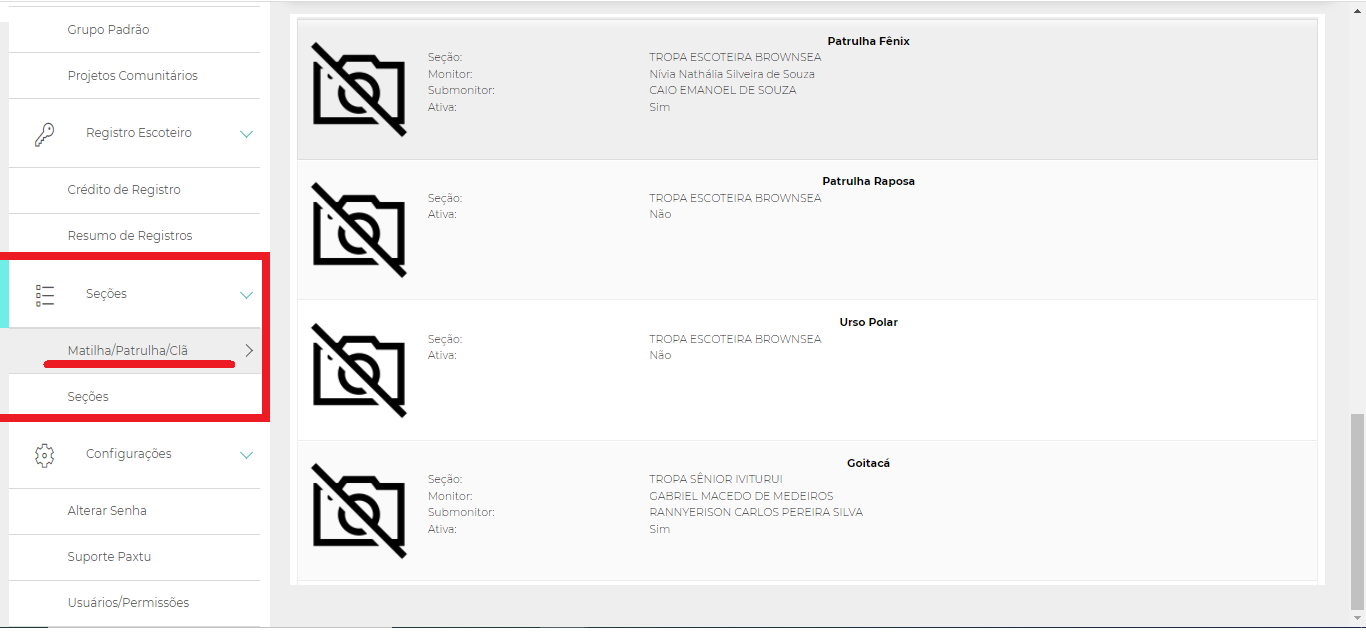 Grupo Padrão
Projetos Comunitários
Registro Escoteiro
Crédito de Registro
Resumo de Registros
Seções
Matilha/Patrulha/Clã
Seções
Configurações
Alterar Senha
Suporte Paxtu
Usuários/Permissões
Patrulha Fênix
Seção: TROPA ESCOTEIRA BROWNSEA
Monitor: Nívia Nathália Silveira de Souza
Submonitor: CAIO EMANOEL DE SOUZA
Ativa: Sim
Patrulha Raposa
Seção: TROPA ESCOTEIRA BROWNSEA
Ativa: Não
Urso Polar
Seção: TROPA ESCOTEIRA BROWNSEA
Ativa: Não
Goitacá
Seção: TROPA SÊNIOR IVITURUI
Monitor: GABRIEL MACEDO DE MEDEIROS
Submonitor: RANNYERISON CARLOS PEREIRA SILVA
Ativa: Sim